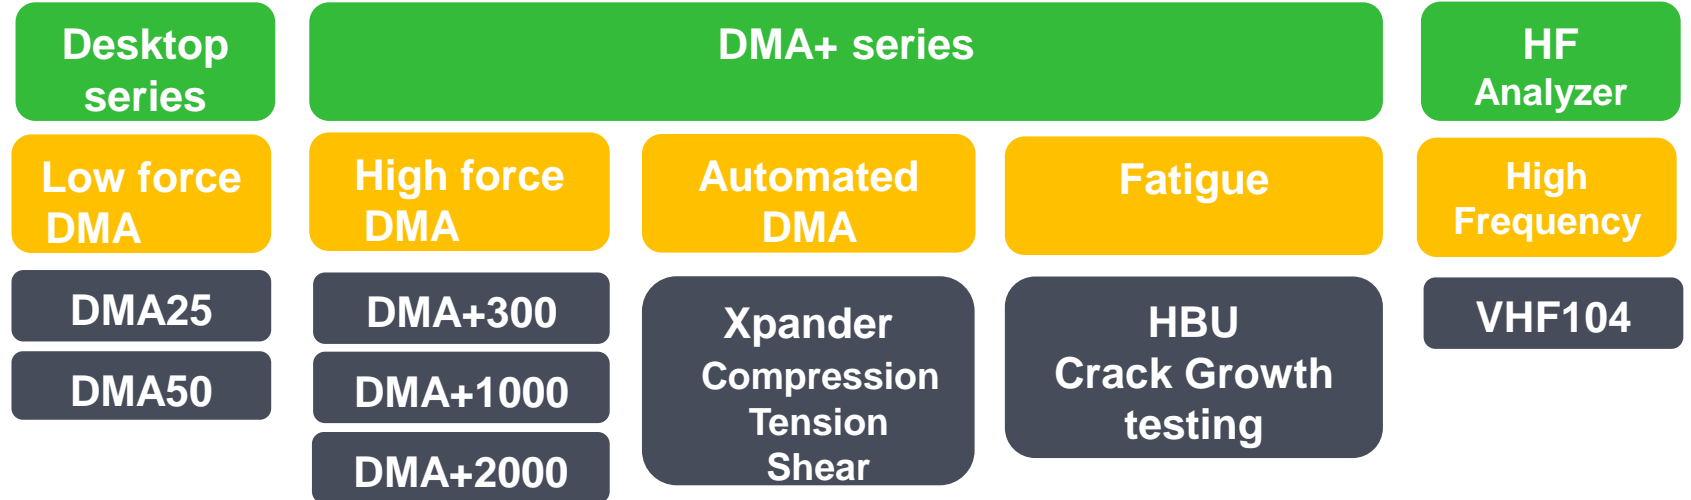 Desktop
series
DMA+ series
HF
Analyzer
Low force
DMA
High force
DMA
Automated
DMA
Fatigue
High
Frequency
DMA25
DMA50
DMA+300
DMA+1000
DMA+2000
Xpander
Compression
Tension
Shear
HBU
Crack Growth
testing
VHF104